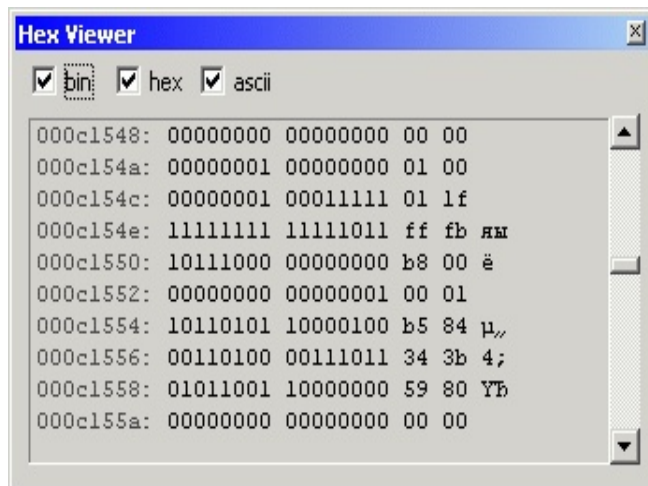 Hex Viewer
bin hex ascii
000c1548: 00000000 00000000 00 00
000c154a: 00000001 00000000 01 00
000c154c: 00000001 00011111 01 1f
000c154e: 11111111 11111011 ff fb яы
000c1550: 10111000 00000000 b8 00 ё
000c1552: 00000000 00000001 00 01
000c1554: 10110101 10000100 b5 84 µ„
000c1556: 00110100 00111011 34 3b 4;
000c1558: 01011001 10000000 59 80 YЂ
000c155a: 00000000 00000000 00 00